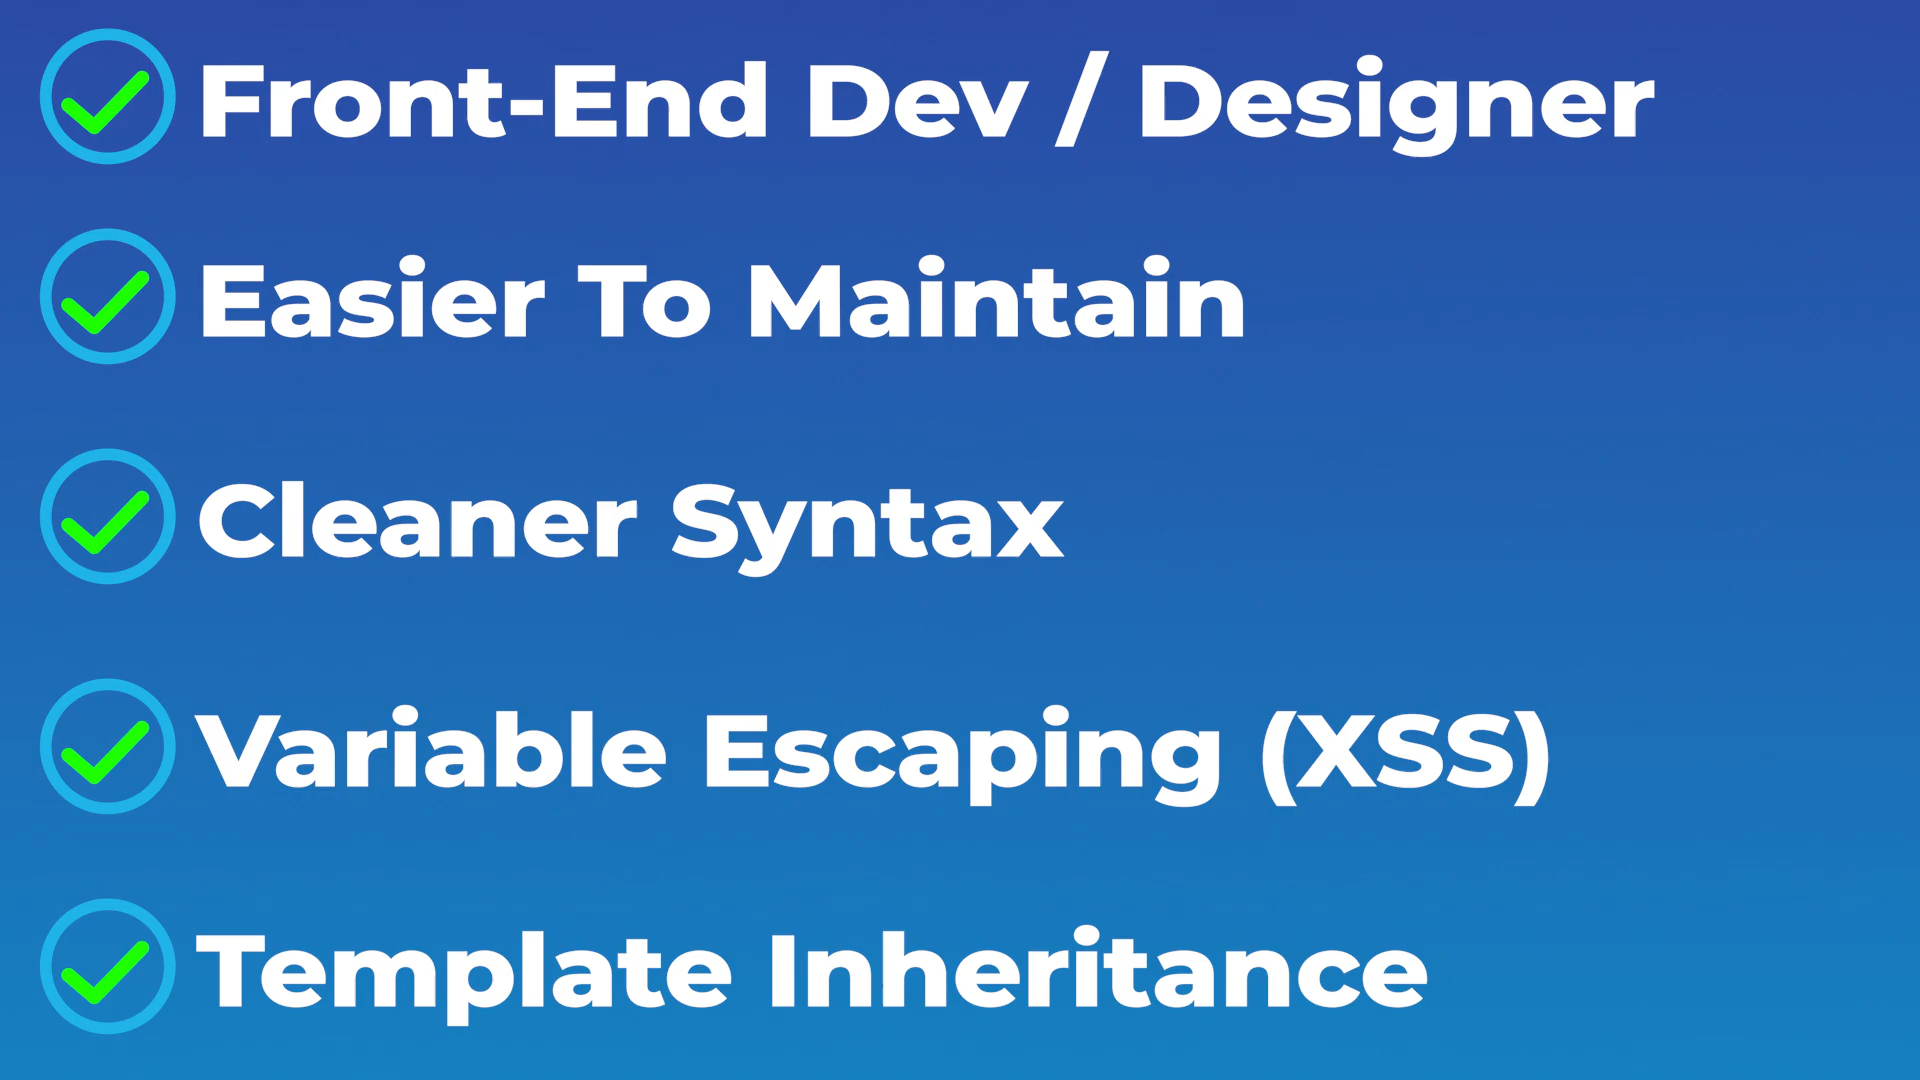 Front-End Dev / Designer
Easier To Maintain
Cleaner Syntax
Variable Escaping (XSS)
Template Inheritance